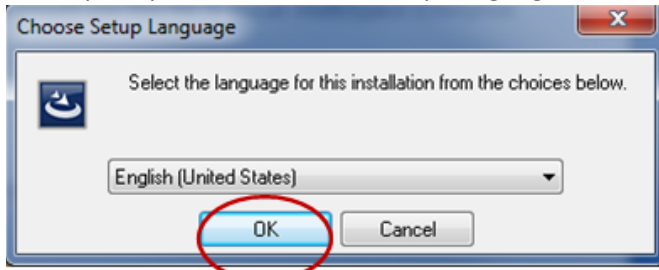 Choose Setup Language
Select the language for this installation from the choices below.
English (United States)
OK Cancel